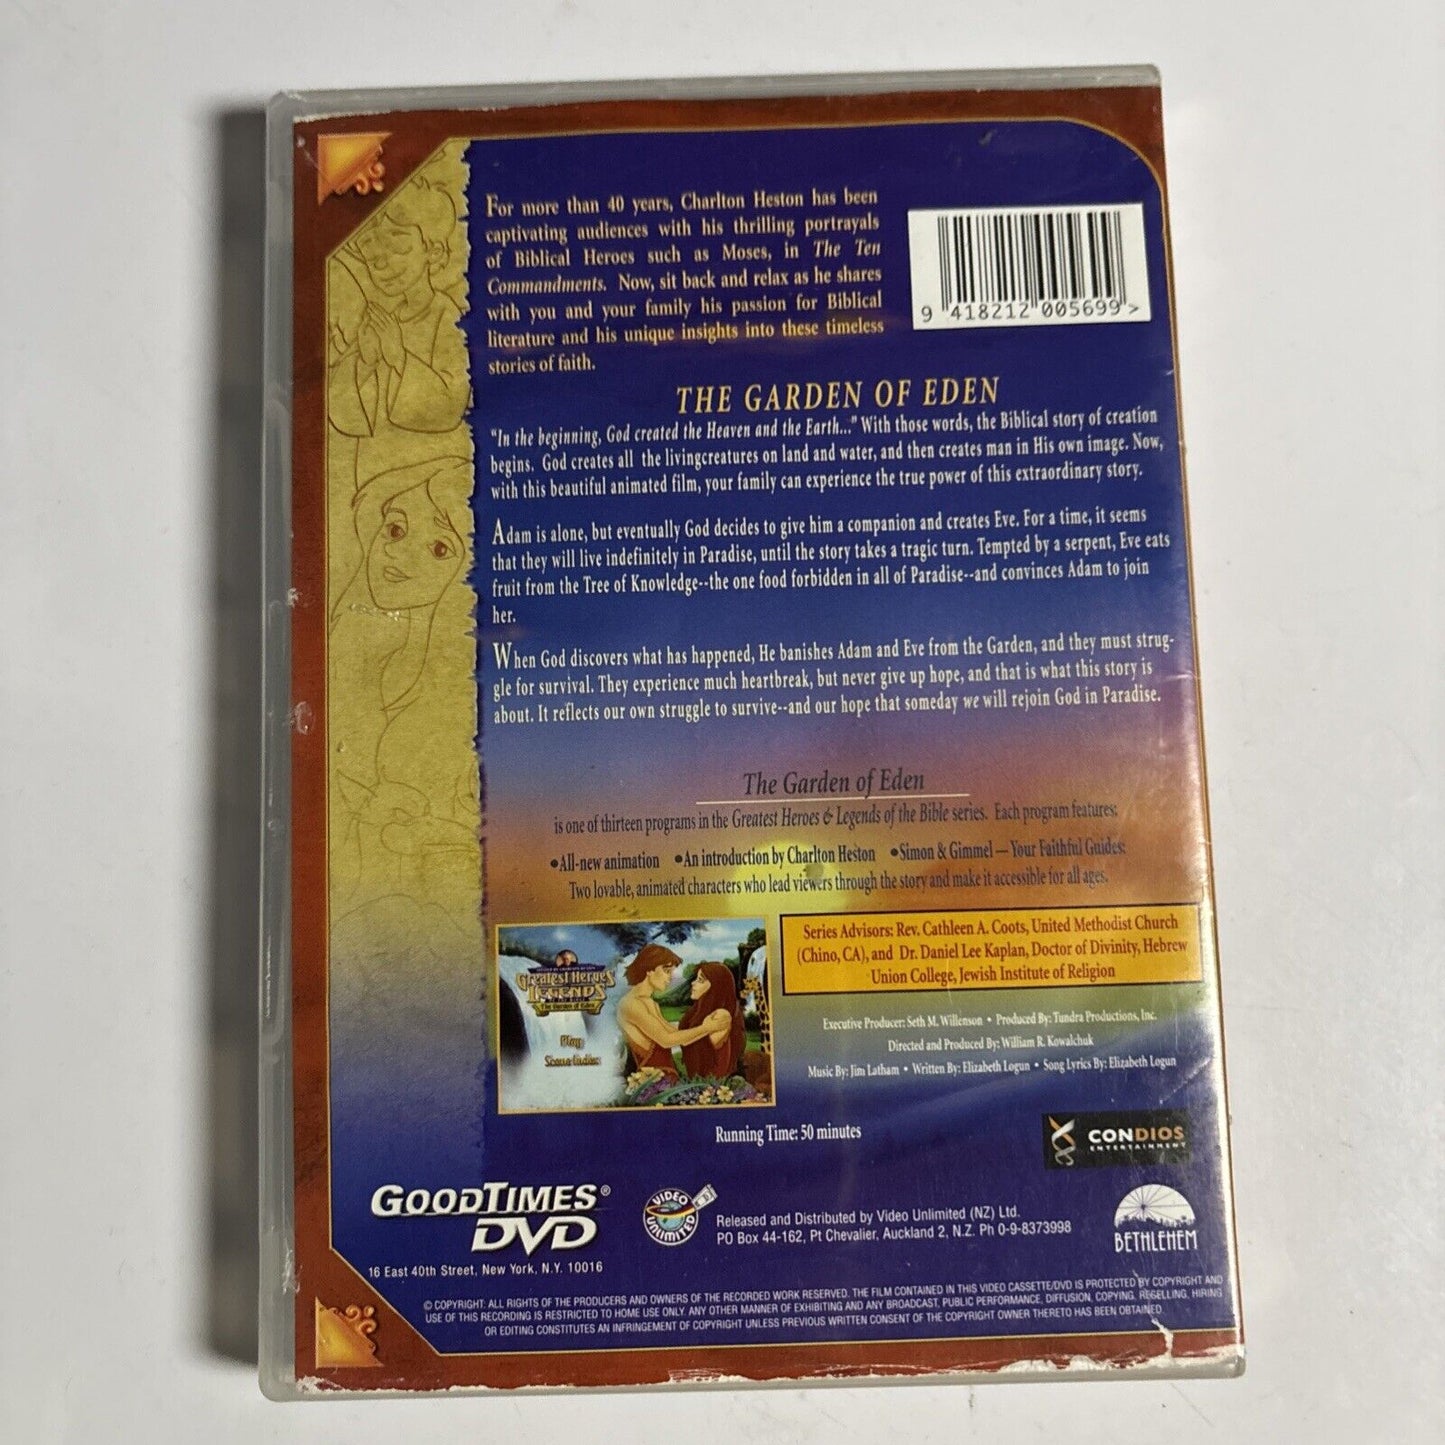 For more than 40 years, Charlton Heston has been
captivating audiences with his thrilling portrayals
of Biblical Heroes such as Moses, in The Ten
Commandments. Now, sit back and relax as he shares
with you and your family his passion for Biblical
literature and his unique insights into these timeless
stories of faith.
9 418212 005699 >
THE GARDEN OF EDEN
“In the beginning, God created the Heaven and the Earth...” With those words, the Biblical story of creation
begins. God creates all the livingcreatures on land and water, and then creates man in His own image. Now,
with this beautiful animated film, your family can experience the true power of this extraordinary story.
Adam is alone, but eventually God decides to give him a companion and creates Eve. For a time, it seems
that they will live indefinitely in Paradise, until the story takes a tragic turn. Tempted by a serpent, Eve eats
fruit from the Tree of Knowledge--the one food forbidden in all of Paradise--and convinces Adam to join
her.
When God discovers what has happened, He banishes Adam and Eve from the Garden, and they must strug-
gle for survival. They experience much heartbreak, but never give up hope, and that is what this story is
about. It reflects our own struggle to survive--and our hope that someday we will rejoin God in Paradise.
The Garden of Eden
is one of thirteen programs in the Greatest Heroes & Legends of the Bible series. Each program features:
•All-new animation •An introduction by Charlton Heston •Simon & Gimmel — Your Faithful Guides:
Two lovable, animated characters who lead viewers through the story and make it accessible for all ages.
Greatest Heroes
LEGENDS
The Garden of Eden
Play
Scene Index
Series Advisors: Rev. Cathleen A. Coots, United Methodist Church
(Chino, CA), and Dr. Daniel Lee Kaplan, Doctor of Divinity, Hebrew
Union College, Jewish Institute of Religion
Executive Producer: Seth M. Willenson • Produced By: Tundra Productions, Inc.
Directed and Produced By: William R. Kowalchuk
Music By: Jim Latham • Written By: Elizabeth Logun • Song Lyrics By: Elizabeth Logun
Running Time: 50 minutes
CONDIOS
ENTERTAINMENT
GOODTIMES®
DVD
16 East 40th Street, New York, N.Y. 10016
VIDEO
UNLIMITED
Released and Distributed by Video Unlimited (NZ) Ltd.
PO Box 44-162, Pt Chevalier, Auckland 2, N.Z. Ph 0-9-8373998
BETHLEHEM
© COPYRIGHT: ALL RIGHTS OF THE PRODUCERS AND OWNERS OF THE RECORDED WORK RESERVED. THE FILM CONTAINED IN THIS VIDEO CASSETTE/DVD IS PROTECTED BY COPYRIGHT AND
USE OF THIS RECORDING IS RESTRICTED TO HOME USE ONLY. ANY OTHER MANNER OF EXHIBITING AND ANY BROADCAST, PUBLIC PERFORMANCE, DIFFUSION, COPYING, RESELLING, HIRING
OR EDITING CONSTITUTES AN INFRINGEMENT OF COPYRIGHT UNLESS PREVIOUS WRITTEN CONSENT OF THE COPYRIGHT OWNER THERETO HAS BEEN OBTAINED.